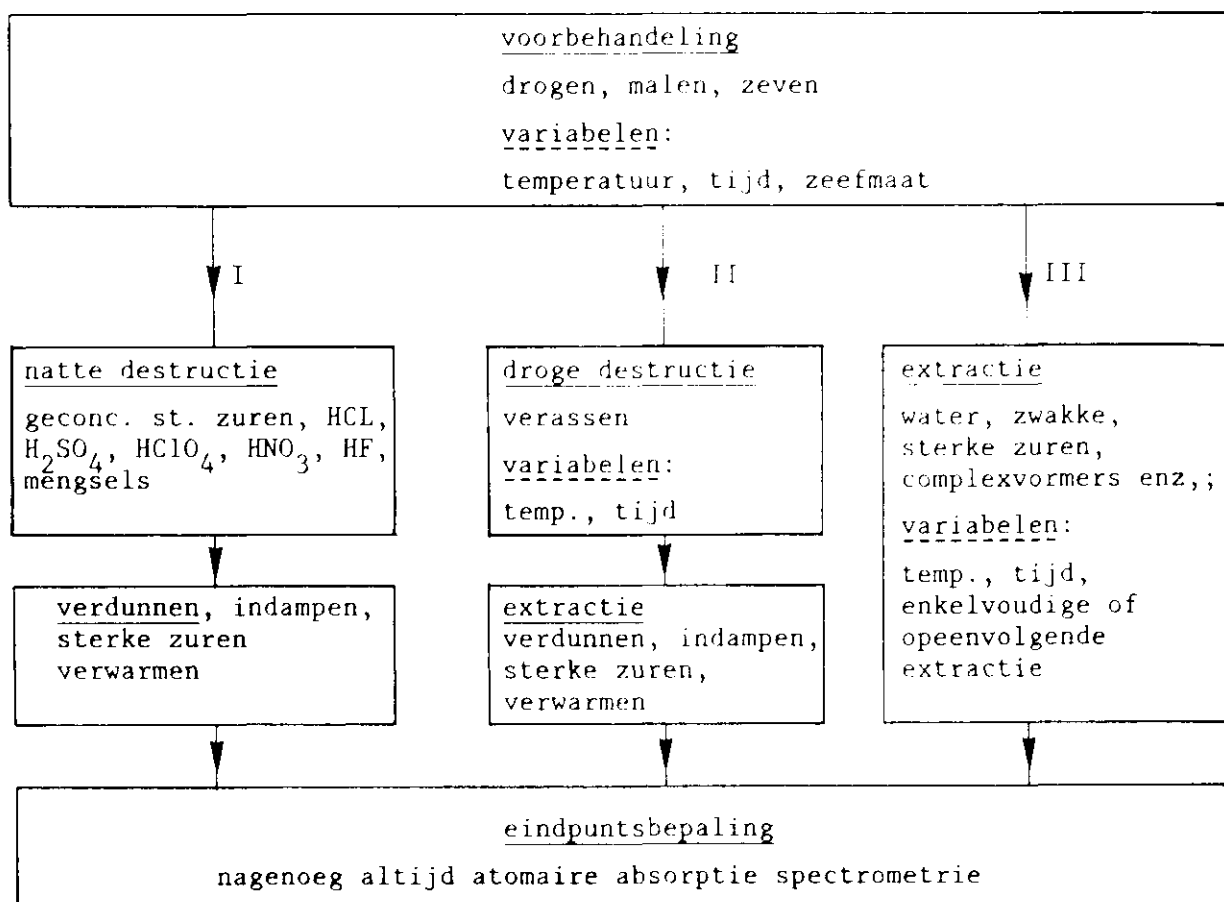 voorbehandeling
drogen, malen, zeven
variabelen:
temperatuur, tijd, zeefmaat
I
II
III
natte destructie
geconc. st. zuren, HCL,
H₂SO₄, HClO₄, HNO₃, HF,
mengsels
verdunnen, indampen,
sterke zuren
verwarmen
droge destructie
verassen
variabelen:
temp., tijd
extractie
verdunnen, indampen,
sterke zuren,
verwarmen
extractie
water, zwakke,
sterke zuren,
complexvormers enz,;
variabelen:
temp., tijd,
enkelvoudige of
opeenvolgende
extractie
eindpuntsbepaling
nagenoeg altijd atomaire absorptie spectrometrie